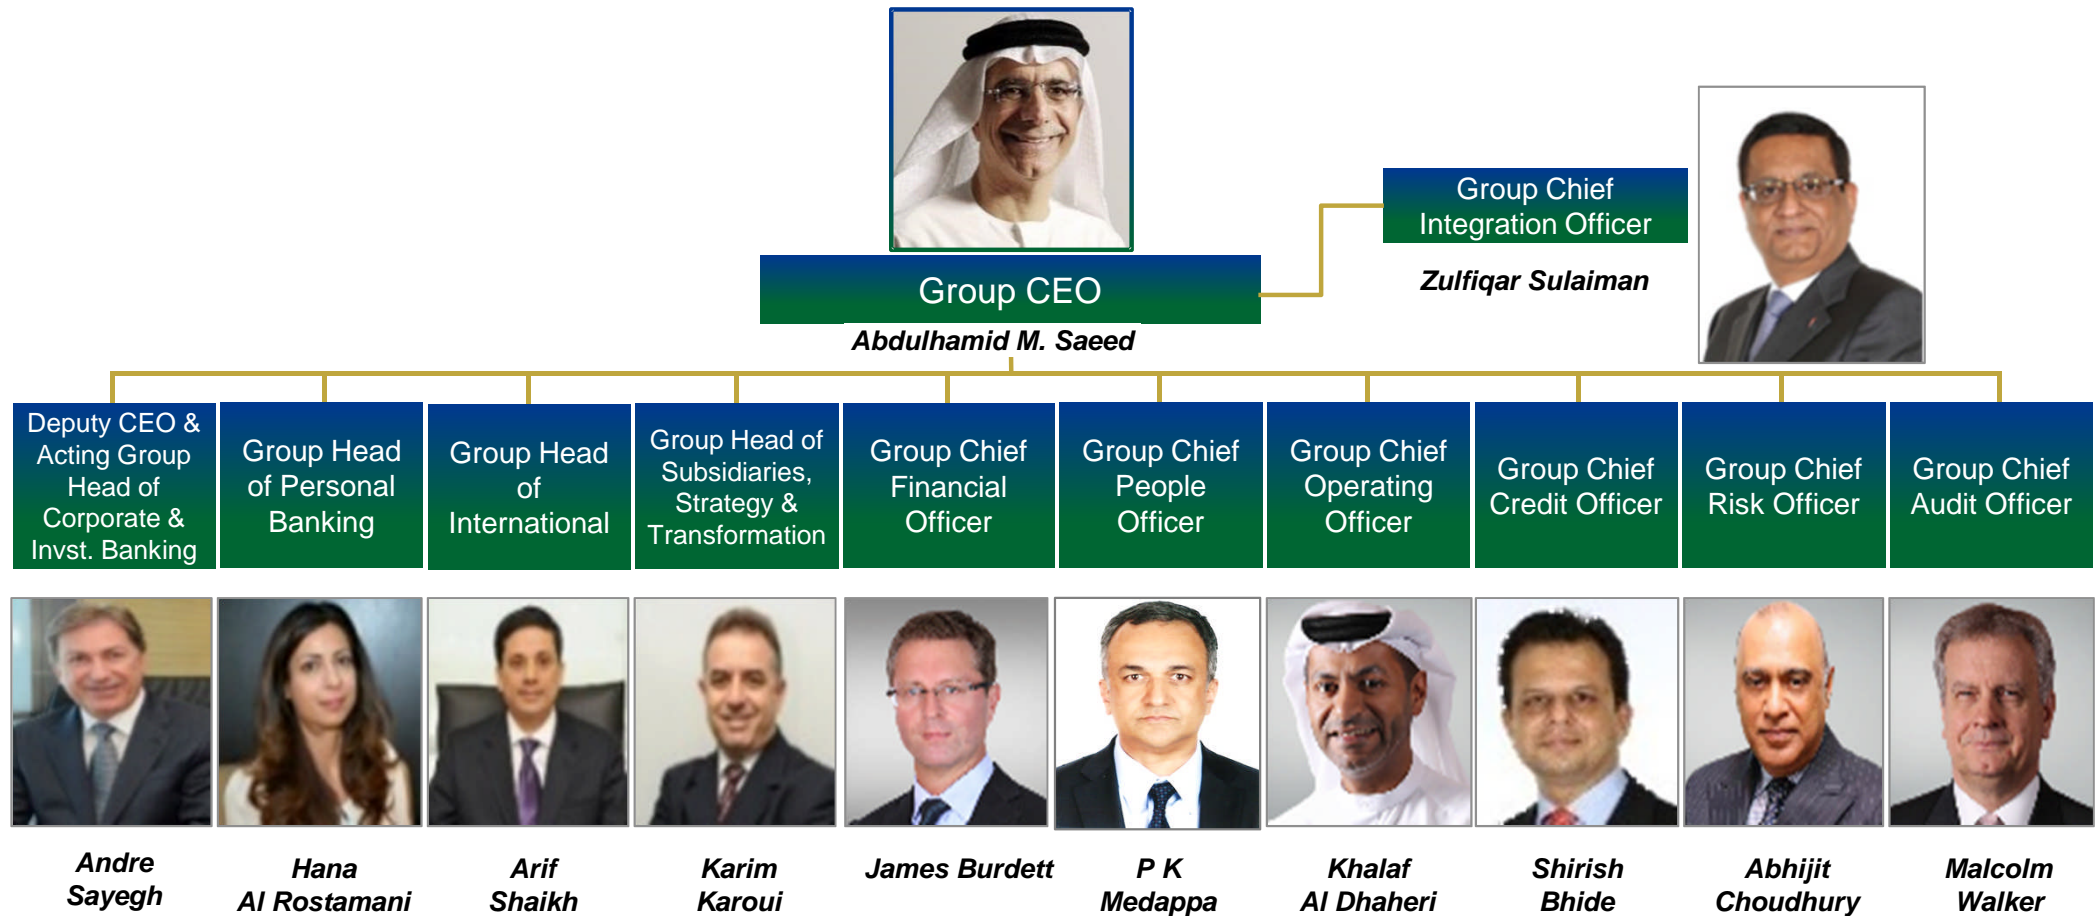 Group Chief
Integration Officer
Zulfiqar Sulaiman
Group CEO
Abdulhamid M. Saeed
Deputy CEO &
Acting Group
Head of
Corporate &
Invst. Banking
Group Head
of Personal
Banking
Group Head
of
International
Group Head of
Subsidiaries,
Strategy &
Transformation
Group Chief
Financial
Officer
Group Chief
People
Officer
Group Chief
Operating
Officer
Group Chief
Credit Officer
Group Chief
Risk Officer
Group Chief
Audit Officer
Andre
Sayegh
Hana
Al Rostamani
Arif
Shaikh
Karim
Karoui
James Burdett
P K
Medappa
Khalaf
Al Dhaheri
Shirish
Bhide
Abhijit
Choudhury
Malcolm
Walker